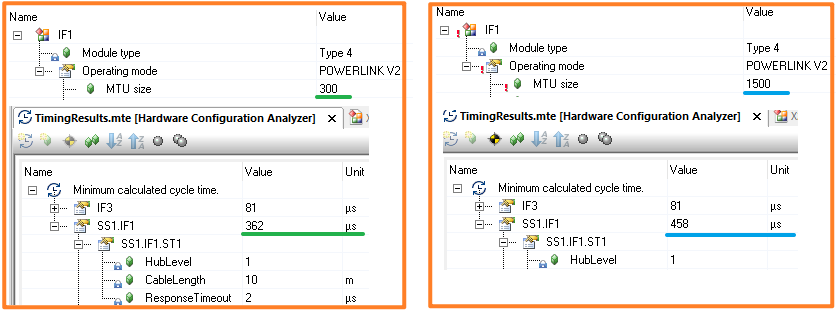 Name Value
IF1
Module type Type 4
Operating mode POWERLINK V2
MTU size 300
TimingResults.mte [Hardware Configuration Analyzer] X
Name Value Unit
Minimum calculated cycle time.
IF3 81 µs
SS1.IF1 362 µs
SS1.IF1.ST1
HubLevel 1
CableLength 10 m
ResponseTimeout 2 µs
Name Value
IF1
Module type Type 4
Operating mode POWERLINK V2
MTU size 1500
TimingResults.mte [Hardware Configuration Analyzer] X
Name Value Unit
Minimum calculated cycle time.
IF3 81 µs
SS1.IF1 458 µs
SS1.IF1.ST1
HubLevel 1